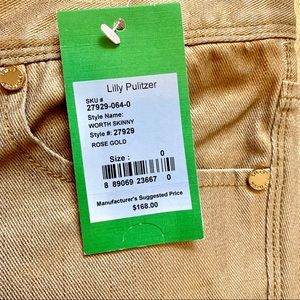 Lilly Pulitzer
SKU #
27929-064-0
Style Name:
WORTH SKINNY
Style #: 27929
ROSE GOLD
Size : 0
8 89069 23667 0
Manufacturer's Suggested Price
$168.00